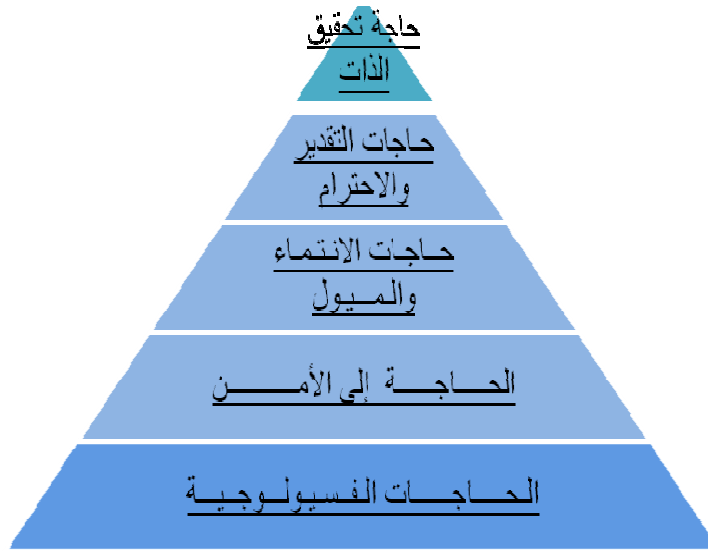 حاجة تحقيق
الذات
حاجات التقدير
والاحترام
حاجات الانتماء
والميول
الحاجة إلى الأمن
الحاجات الفسيولوجية